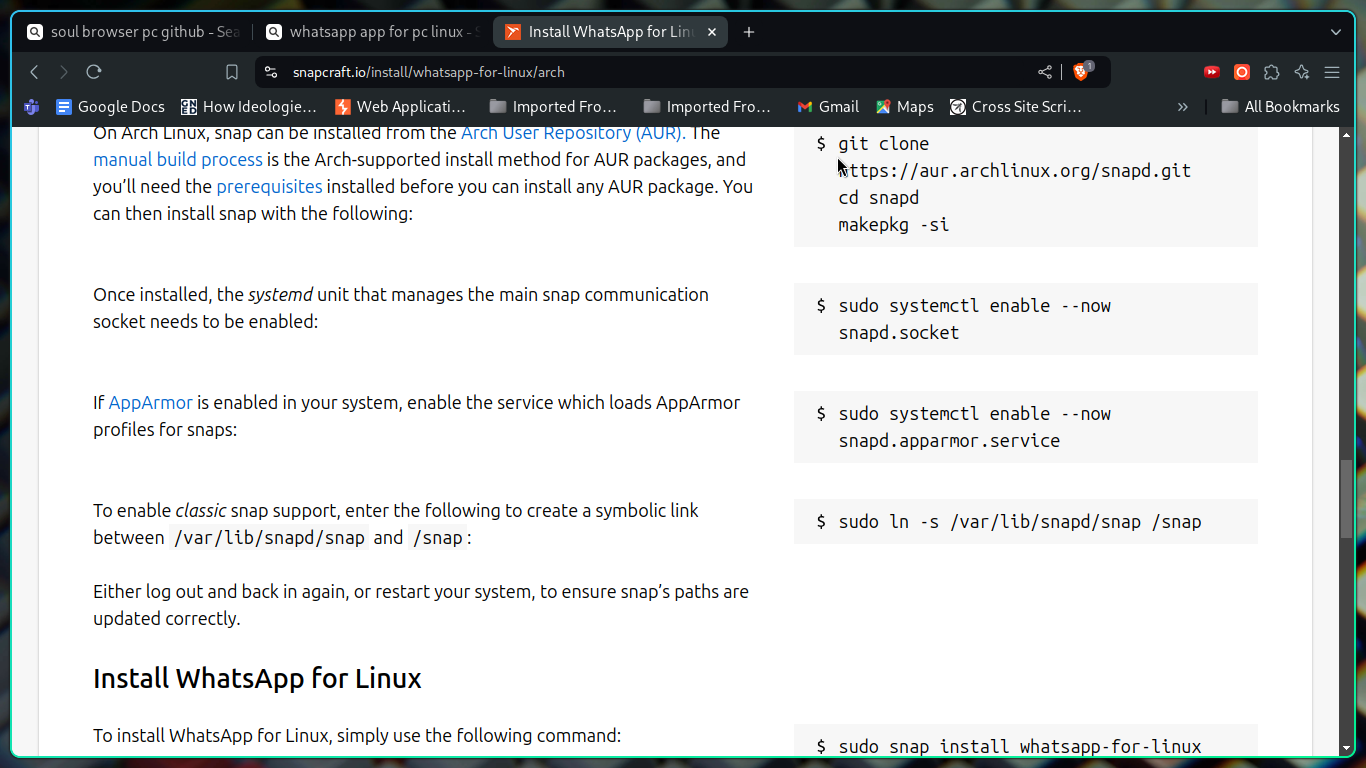 soul browser pc github - Sea
whatsapp app for pc linux - S
Install WhatsApp for Lin
snapcraft.io/install/whatsapp-for-linux/arch
1
Google Docs
How Ideologie...
Web Applicati...
Imported Fro...
Imported Fro...
Gmail
Maps
Cross Site Scri...
»
All Bookmarks
On Arch Linux, snap can be installed from the Arch User Repository (AUR). The
manual build process is the Arch-supported install method for AUR packages, and
you’ll need the prerequisites installed before you can install any AUR package. You
can then install snap with the following:
$ git clone
https://aur.archlinux.org/snapd.git
cd snapd
makepkg -si
Once installed, the systemd unit that manages the main snap communication
socket needs to be enabled:
$ sudo systemctl enable --now
snapd.socket
If AppArmor is enabled in your system, enable the service which loads AppArmor
profiles for snaps:
$ sudo systemctl enable --now
snapd.apparmor.service
To enable classic snap support, enter the following to create a symbolic link
between /var/lib/snapd/snap and /snap:
$ sudo ln -s /var/lib/snapd/snap /snap
Either log out and back in again, or restart your system, to ensure snap’s paths are
updated correctly.
Install WhatsApp for Linux
To install WhatsApp for Linux, simply use the following command:
$ sudo snap install whatsapp-for-linux